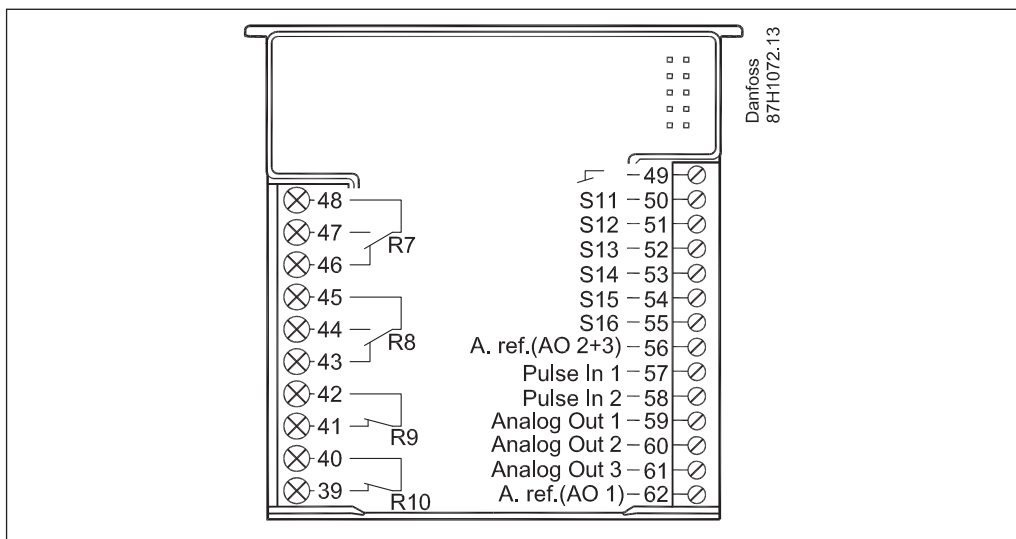 Danfoss
87H1072.13
48
47
R7
46
45
44
R8
43
42
41
R9
40
39
R10
49
S11 50
S12 51
S13 52
S14 53
S15 54
S16 55
A. ref.(AO 2+3) 56
Pulse In 1 57
Pulse In 2 58
Analog Out 1 59
Analog Out 2 60
Analog Out 3 61
A. ref.(AO 1) 62